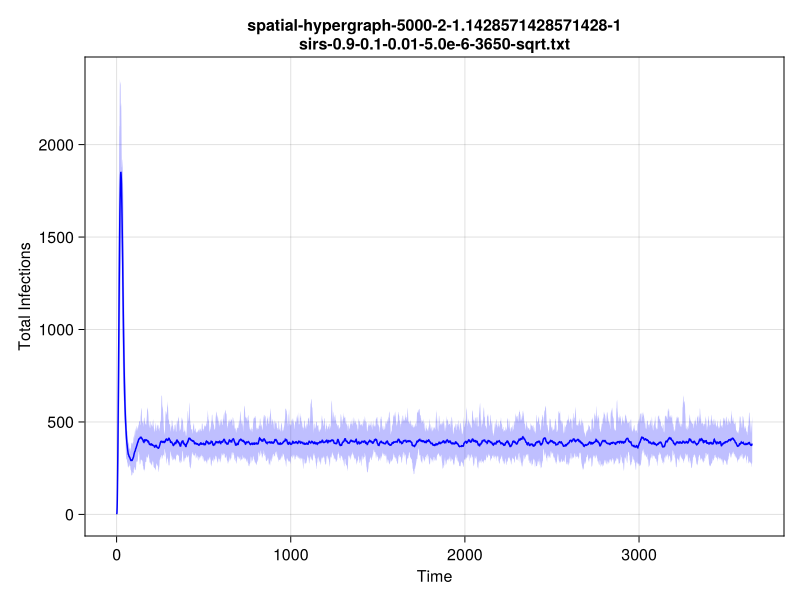 spatial-hypergraph-5000-2-1.1428571428571428-1
sirs-0.9-0.1-0.01-5.0e-6-3650-sqrt.txt
Total Infections
2000
1500
1000
500
0
0
1000
2000
3000
Time